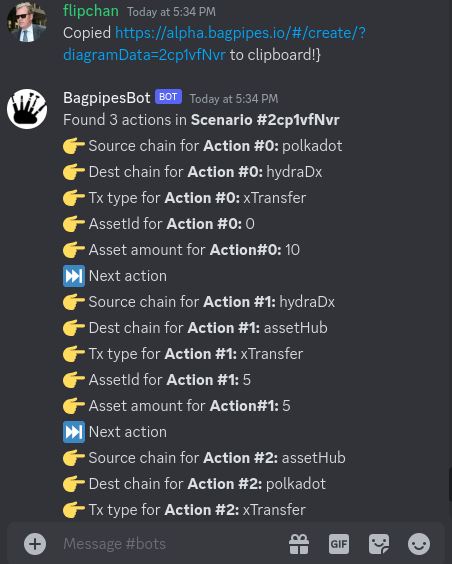 flipchan Today at 5:34 PM
Copied https://alpha.bagpipes.io/#/create/?
diagramData=2cp1vfNvr to clipboard!}
BagpipesBot BOT Today at 5:34 PM
Found 3 actions in Scenario #2cp1vfNvr
👉 Source chain for Action #0: polkadot
👉 Dest chain for Action #0: hydraDx
👉 Tx type for Action #0: xTransfer
👉 AssetId for Action #0: 0
👉 Asset amount for Action#0: 10
⏭️ Next action
👉 Source chain for Action #1: hydraDx
👉 Dest chain for Action #1: assetHub
👉 Tx type for Action #1: xTransfer
👉 AssetId for Action #1: 5
👉 Asset amount for Action#1: 5
⏭️ Next action
👉 Source chain for Action #2: assetHub
👉 Dest chain for Action #2: polkadot
👉 Tx type for Action #2: xTransfer
Message #bots GIF